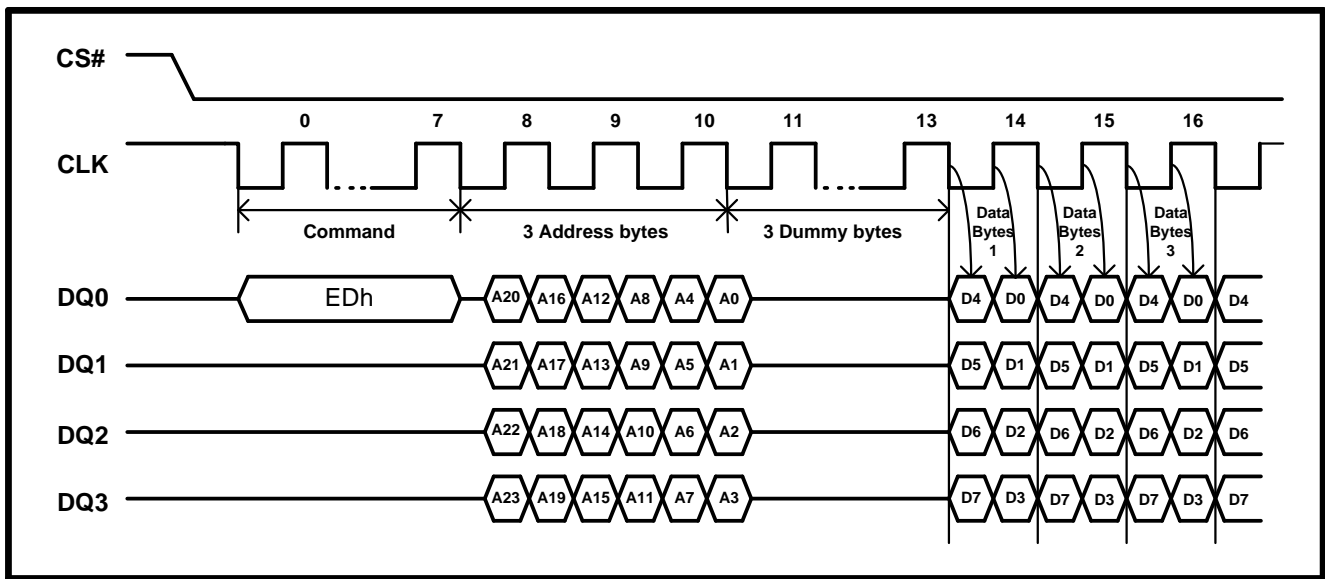 CS#
0 7 8 9 10 11 13 14 15 16
CLK
Command 3 Address bytes 3 Dummy bytes
Data Bytes 1
Data Bytes 2
Data Bytes 3
DQ0 EDh A20 A16 A12 A8 A4 A0 D4 D0 D4 D0 D4 D0 D4
DQ1 A21 A17 A13 A9 A5 A1 D5 D1 D5 D1 D5 D1 D5
DQ2 A22 A18 A14 A10 A6 A2 D6 D2 D6 D2 D6 D2 D6
DQ3 A23 A19 A15 A11 A7 A3 D7 D3 D7 D3 D7 D3 D7